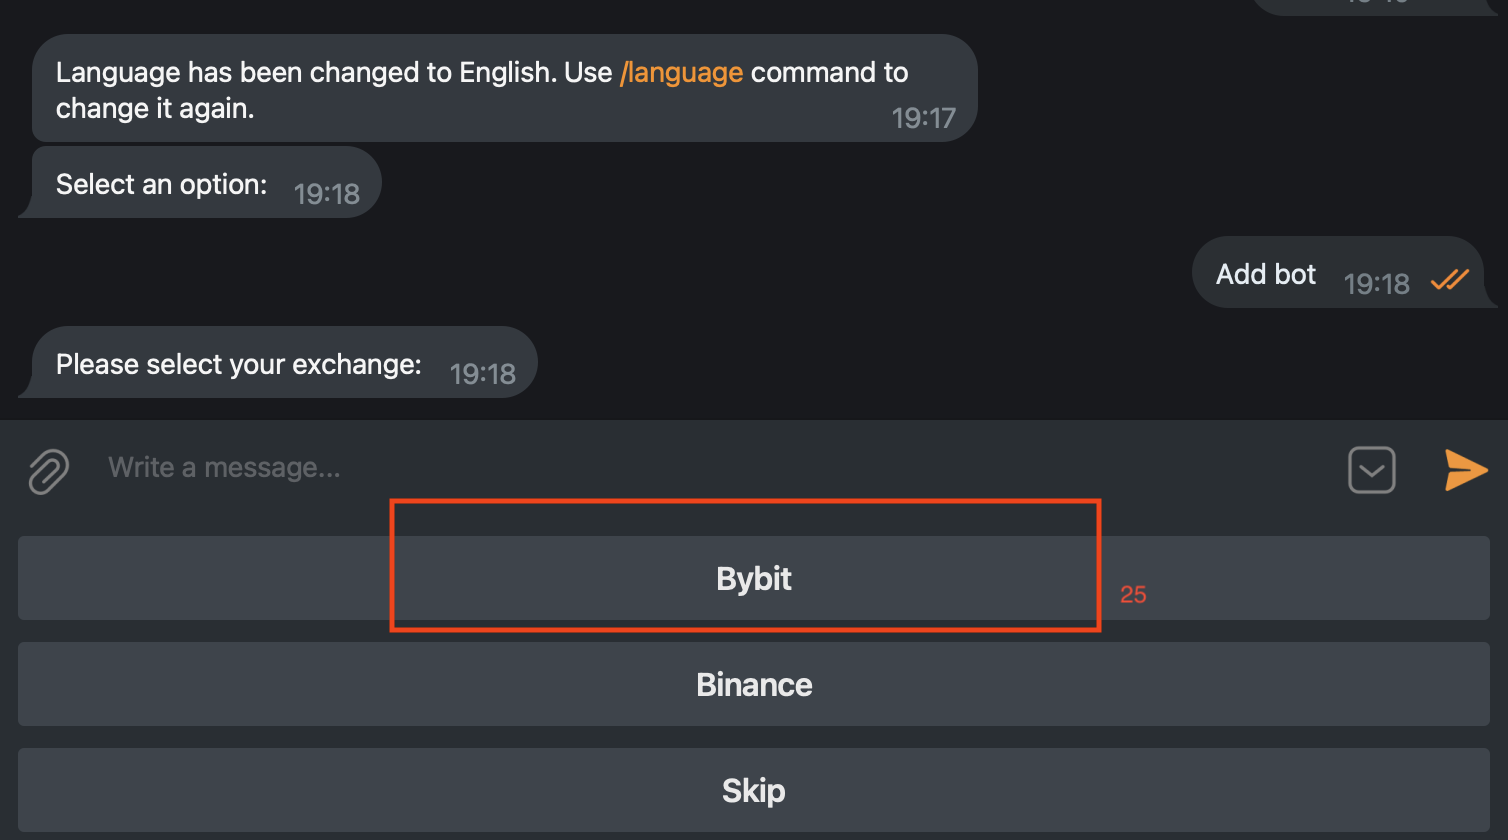 Language has been changed to English. Use /language command to
change it again.
19:17
Select an option:
19:18
Add bot
19:18
Please select your exchange:
19:18
Write a message...
Bybit
25
Binance
Skip